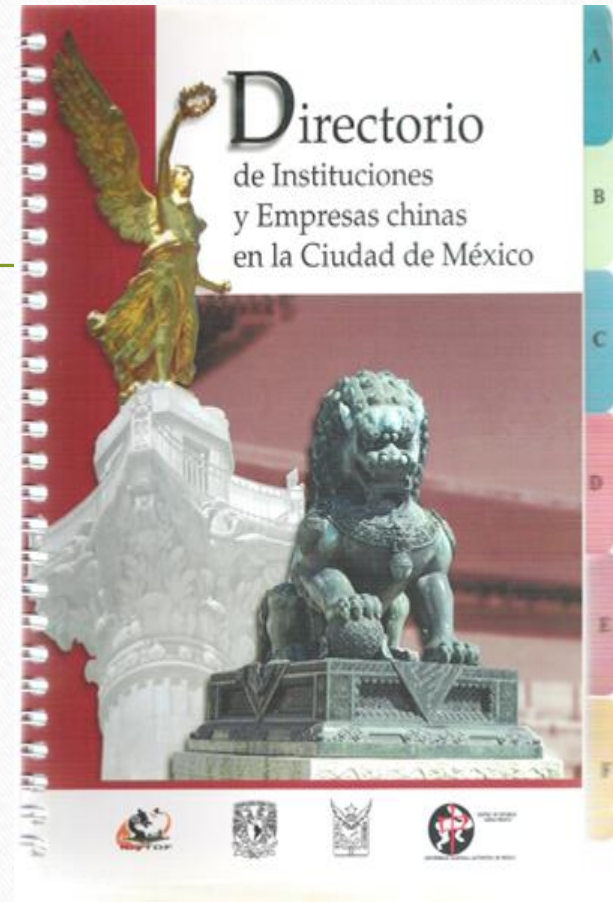 Directorio
de Instituciones
y Empresas chinas
en la Ciudad de México
A
B
C
D